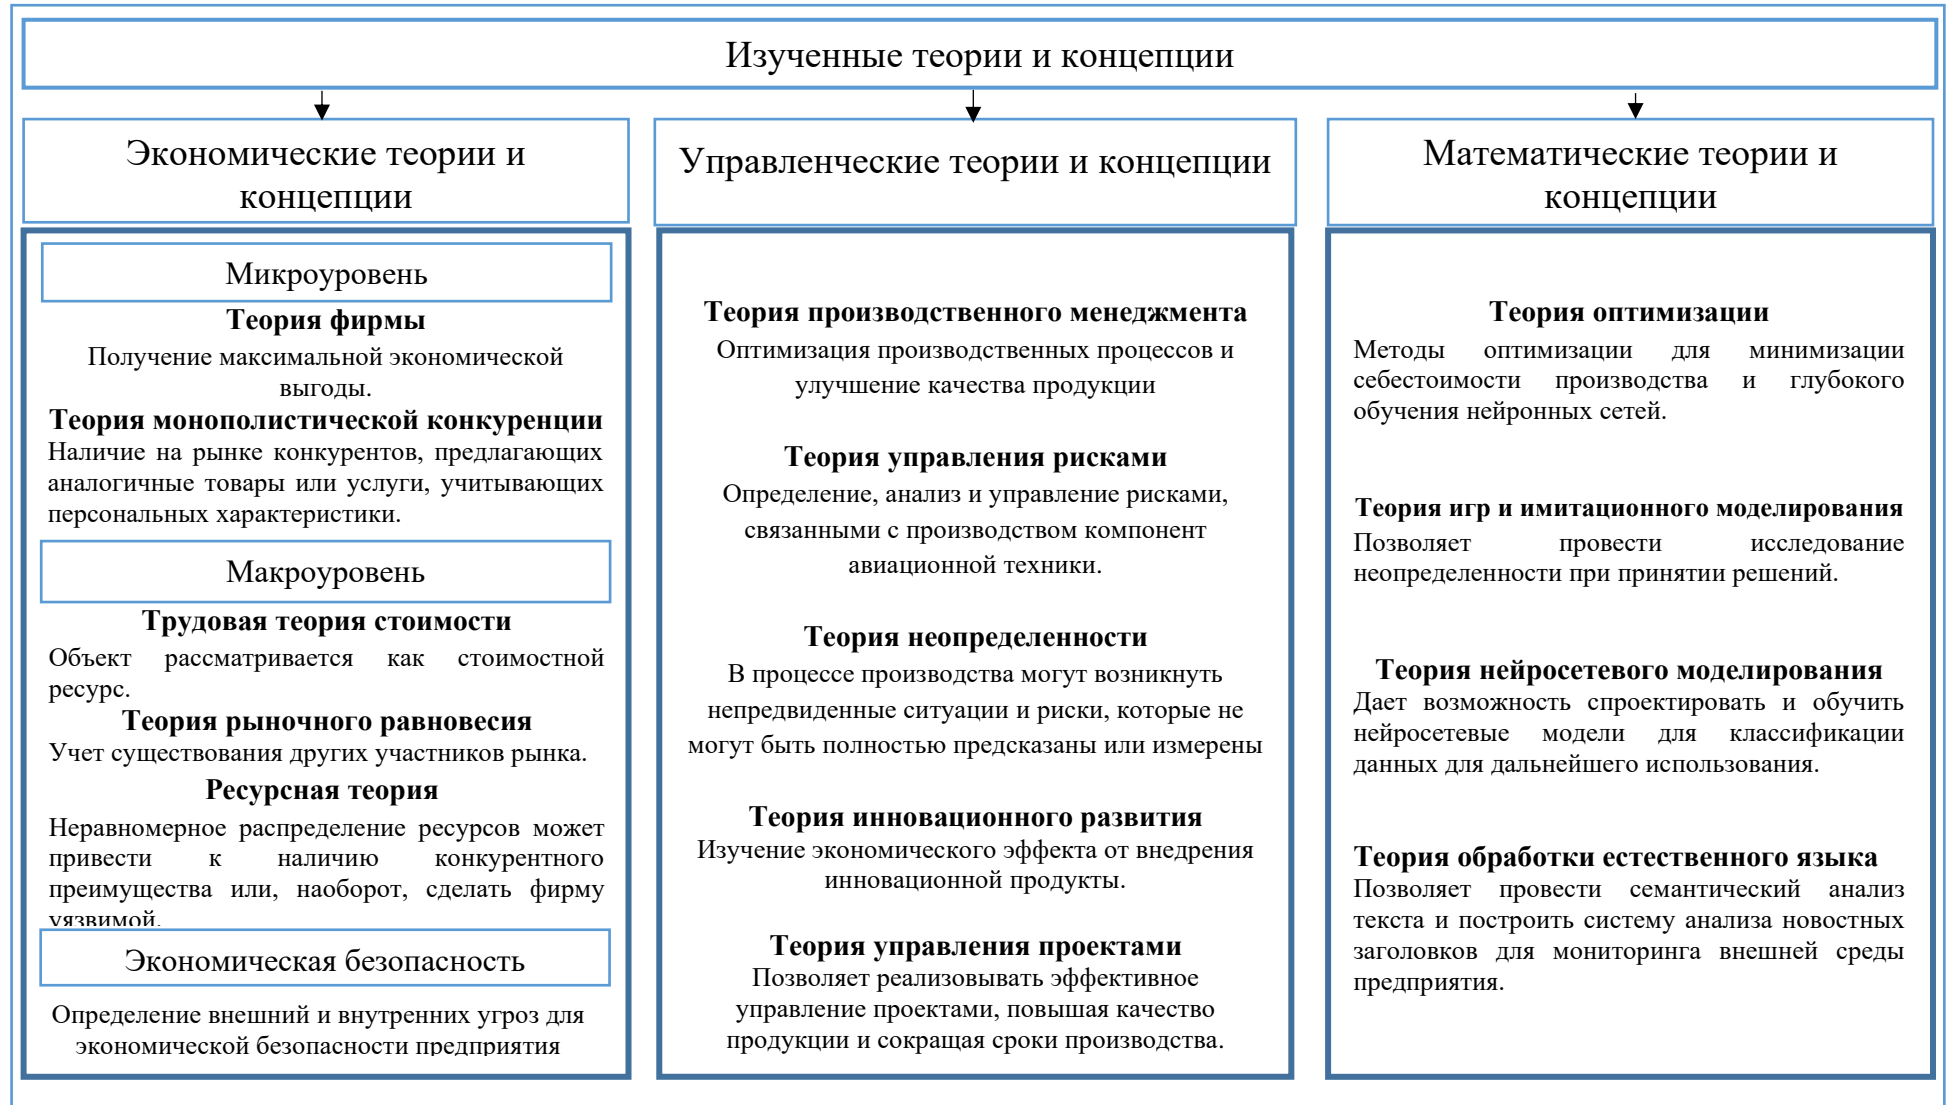 Изученные теории и концепции
Экономические теории и
концепции
Микроуровень
Теория фирмы
Получение максимальной экономической
выгоды.
Теория монополистической конкуренции
Наличие на рынке конкурентов, предлагающих
аналогичные товары или услуги, учитывающих
персональных характеристики.
Макроуровень
Трудовая теория стоимости
Объект рассматривается как стоимостной
ресурс.
Теория рыночного равновесия
Учет существования других участников рынка.
Ресурсная теория
Неравномерное распределение ресурсов может
привести к наличию конкурентного
преимущества или, наоборот, сделать фирму
уязвимой.
Экономическая безопасность
Определение внешний и внутренних угроз для
экономической безопасности предприятия
Управленческие теории и концепции
Теория производственного менеджмента
Оптимизация производственных процессов и
улучшение качества продукции
Теория управления рисками
Определение, анализ и управление рисками,
связанными с производством компонент
авиационной техники.
Теория неопределенности
В процессе производства могут возникнуть
непредвиденные ситуации и риски, которые не
могут быть полностью предсказаны или измерены
Теория инновационного развития
Изучение экономического эффекта от внедрения
инновационной продукты.
Теория управления проектами
Позволяет реализовывать эффективное
управление проектами, повышая качество
продукции и сокращая сроки производства.
Математические теории и
концепции
Теория оптимизации
Методы оптимизации для минимизации
себестоимости производства и глубокого
обучения нейронных сетей.
Теория игр и имитационного моделирования
Позволяет провести исследование
неопределенности при принятии решений.
Теория нейросетевого моделирования
Дает возможность спроектировать и обучить
нейросетевые модели для классификации
данных для дальнейшего использования.
Теория обработки естественного языка
Позволяет провести семантический анализ
текста и построить систему анализа новостных
заголовков для мониторинга внешней среды
предприятия.